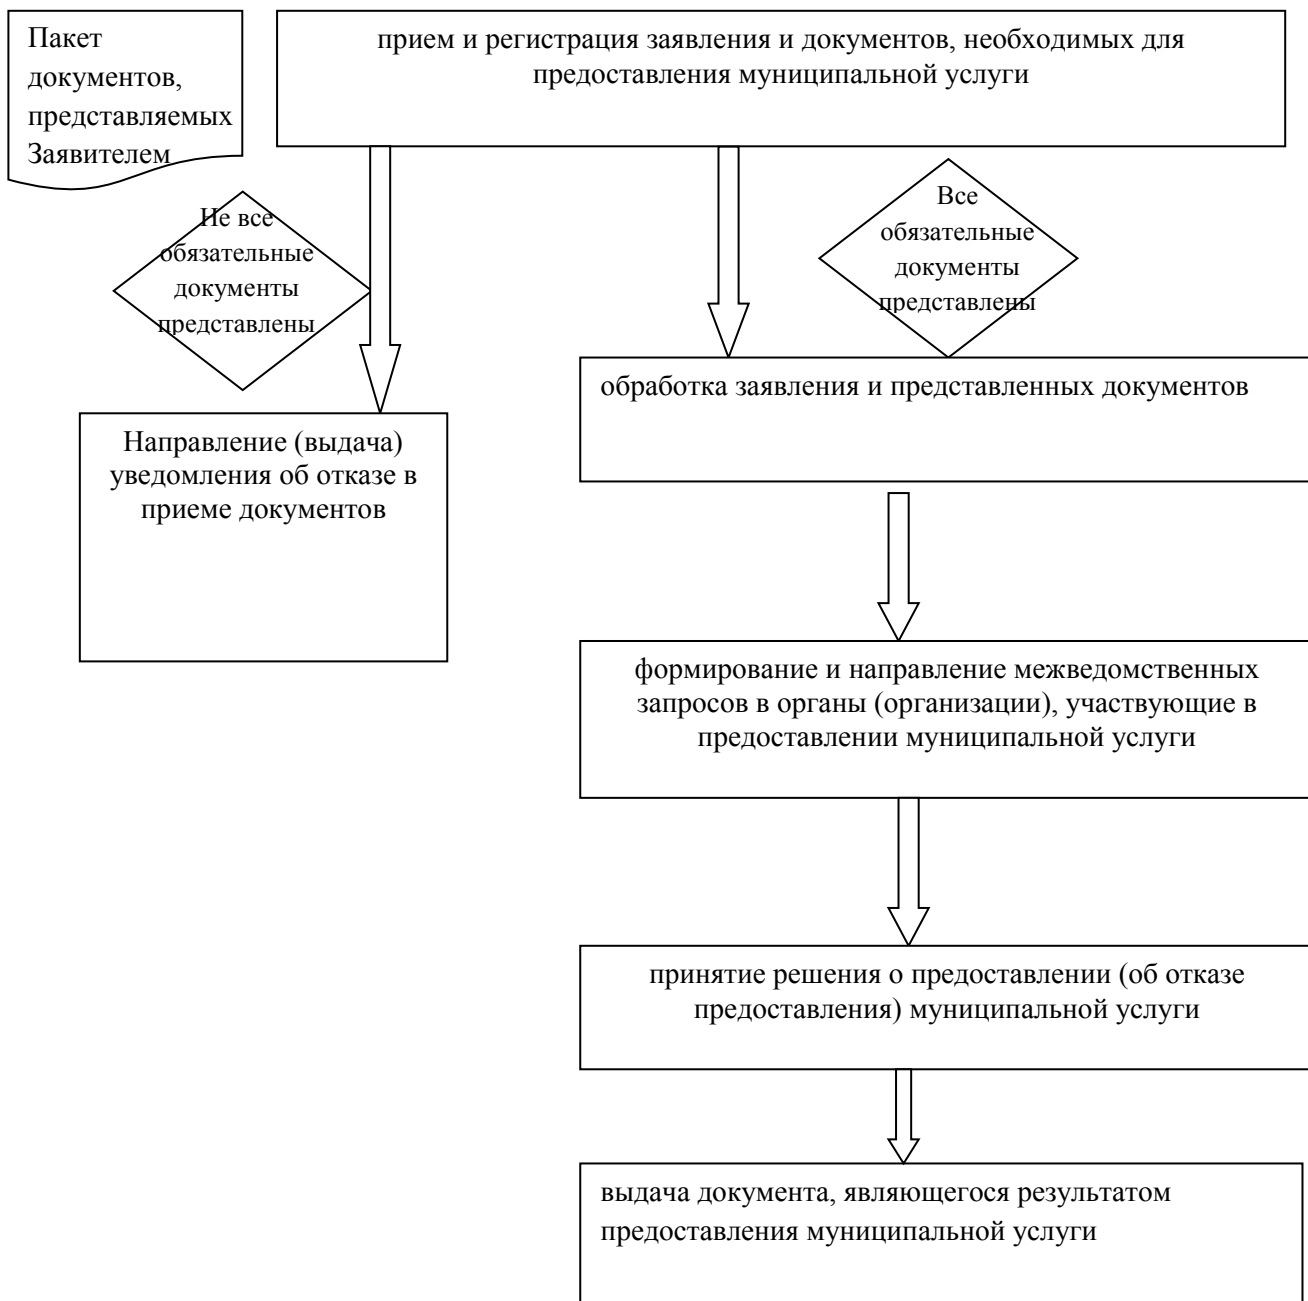 Пакет
документов,
представляемых
Заявителем
прием и регистрация заявления и документов, необходимых для
предоставления муниципальной услуги
Не все
обязательные
документы
представлены
Все
обязательные
документы
представлены
обработка заявления и представленных документов
Направление (выдача)
уведомления об отказе в
приеме документов
формирование и направление межведомственных
запросов в органы (организации), участвующие в
предоставлении муниципальной услуги
принятие решения о предоставлении (об отказе
предоставления) муниципальной услуги
выдача документа, являющегося результатом
предоставления муниципальной услуги